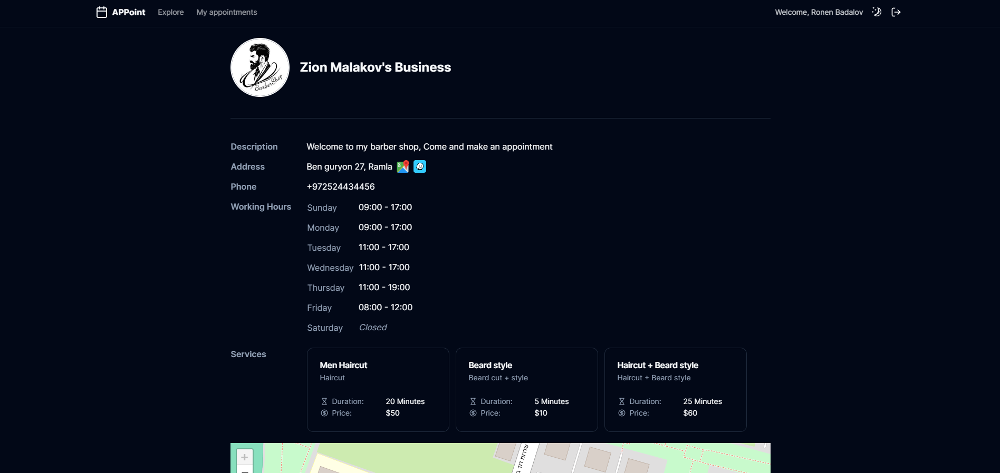 APPoint Explore My appointments Welcome, Ronen Badalov
BarberShop
Zion Malakov's Business
Description Welcome to my barber shop, Come and make an appointment
Address Ben guryon 27, Ramla
Phone +972524434456
Working Hours Sunday 09:00 - 17:00
Monday 09:00 - 17:00
Tuesday 11:00 - 17:00
Wednesday 11:00 - 17:00
Thursday 11:00 - 19:00
Friday 08:00 - 12:00
Saturday Closed
Services
Men Haircut
Haircut
Duration: 20 Minutes
Price: $50
Beard style
Beard cut + style
Duration: 5 Minutes
Price: $10
Haircut + Beard style
Haircut + Beard style
Duration: 25 Minutes
Price: $60
+
שדרות דוד